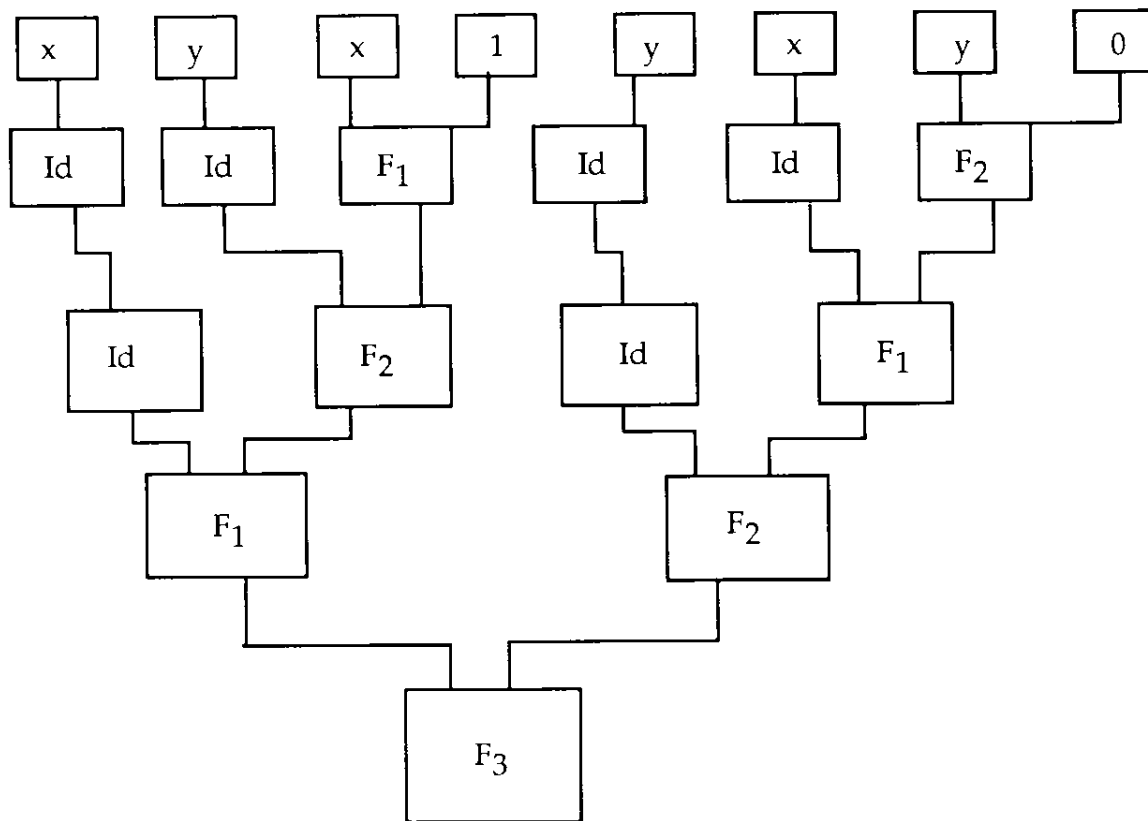 x y x 1 y x y 0
Id Id F₁ Id Id F₂
Id F₂ Id F₁
F₁ F₂
F₃